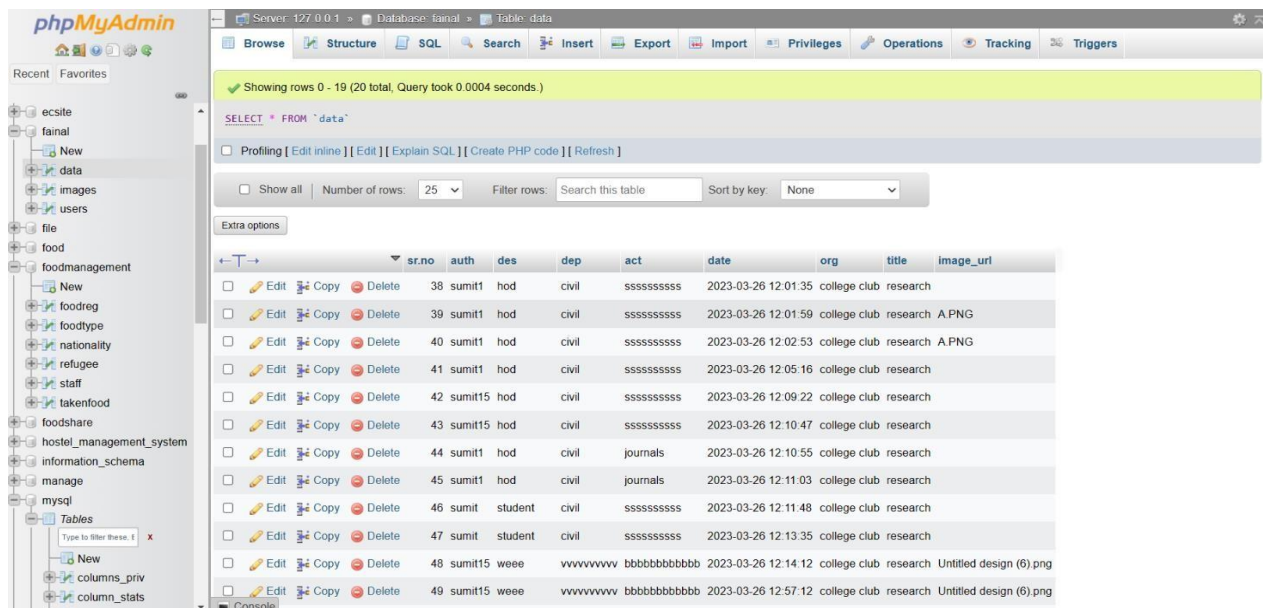 phpMyAdmin
Recent Favorites
ecsite
fainal
New
data
images
users
file
food
foodmanagement
New
foodreg
foodtype
nationality
refugee
staff
takenfood
foodshare
hostel_management_system
information_schema
manage
mysql
Tables
Type to filter these, E x
New
columns_priv
column_stats
Server: 127.0.0.1 » Database: fainal » Table: data
Browse Structure SQL Search Insert Export Import Privileges Operations Tracking Triggers
Showing rows 0 - 19 (20 total, Query took 0.0004 seconds.)
SELECT * FROM `data`
Profiling [ Edit inline ] [ Edit ] [ Explain SQL ] [ Create PHP code ] [ Refresh ]
Show all | Number of rows: 25 Filter rows: Search this table Sort by key: None
Extra options
←T→ sr.no auth des dep act date org title image_url
Edit Copy Delete 38 sumit1 hod civil ssssssssss 2023-03-26 12:01:35 college club research
Edit Copy Delete 39 sumit1 hod civil ssssssssss 2023-03-26 12:01:59 college club research A.PNG
Edit Copy Delete 40 sumit1 hod civil ssssssssss 2023-03-26 12:02:53 college club research A.PNG
Edit Copy Delete 41 sumit1 hod civil ssssssssss 2023-03-26 12:05:16 college club research
Edit Copy Delete 42 sumit15 hod civil ssssssssss 2023-03-26 12:09:22 college club research
Edit Copy Delete 43 sumit15 hod civil ssssssssss 2023-03-26 12:10:47 college club research
Edit Copy Delete 44 sumit1 hod civil journals 2023-03-26 12:10:55 college club research
Edit Copy Delete 45 sumit1 hod civil journals 2023-03-26 12:11:03 college club research
Edit Copy Delete 46 sumit student civil ssssssssss 2023-03-26 12:11:48 college club research
Edit Copy Delete 47 sumit student civil ssssssssss 2023-03-26 12:13:35 college club research
Edit Copy Delete 48 sumit15 weee vvvvvvvvvv bbbbbbbbbbbb 2023-03-26 12:14:12 college club research Untitled design (6).png
Edit Copy Delete 49 sumit15 weee vvvvvvvvvv bbbbbbbbbbbb 2023-03-26 12:57:12 college club research Untitled design (6).png
Console